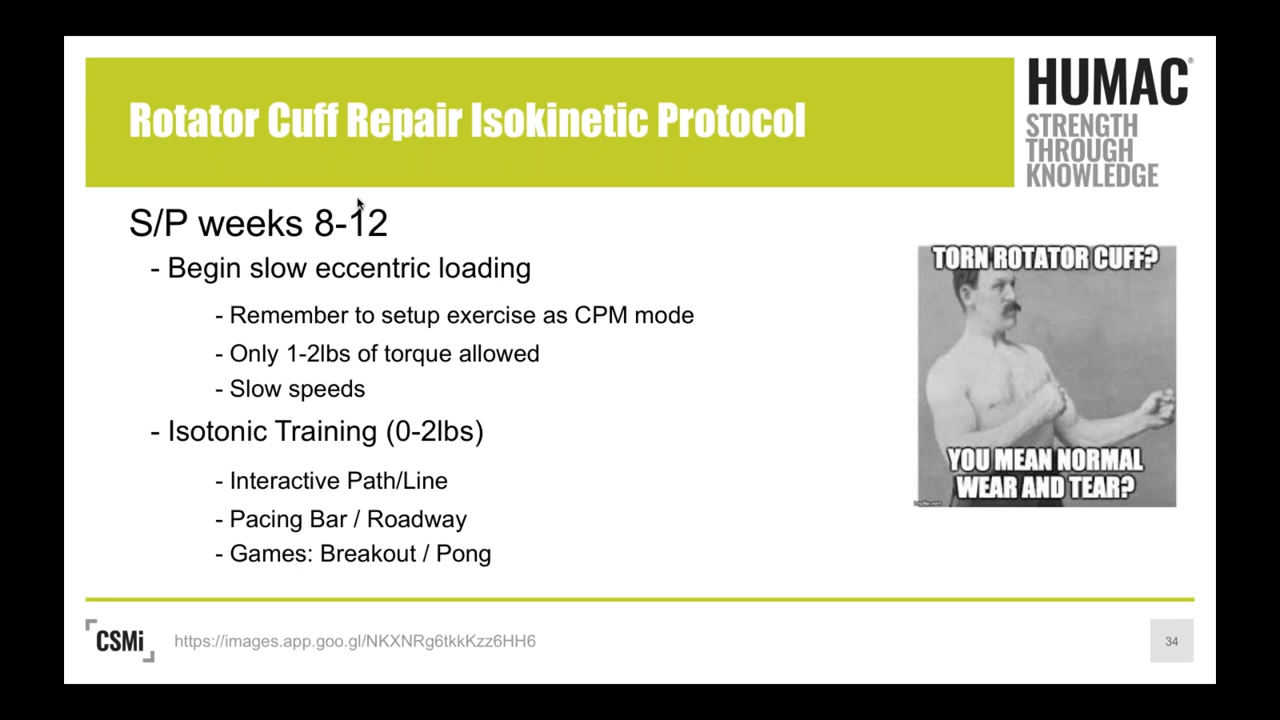 Rotator Cuff Repair Isokinetic Protocol
HUMAC®
STRENGTH
THROUGH
KNOWLEDGE
S/P weeks 8-12
- Begin slow eccentric loading
- Remember to setup exercise as CPM mode
- Only 1-2lbs of torque allowed
- Slow speeds
- Isotonic Training (0-2lbs)
- Interactive Path/Line
- Pacing Bar / Roadway
- Games: Breakout / Pong
TORN ROTATOR CUFF?
YOU MEAN NORMAL
WEAR AND TEAR?
CSMi
https://images.app.goo.gl/NKXNRg6tkkKzz6HH6
34